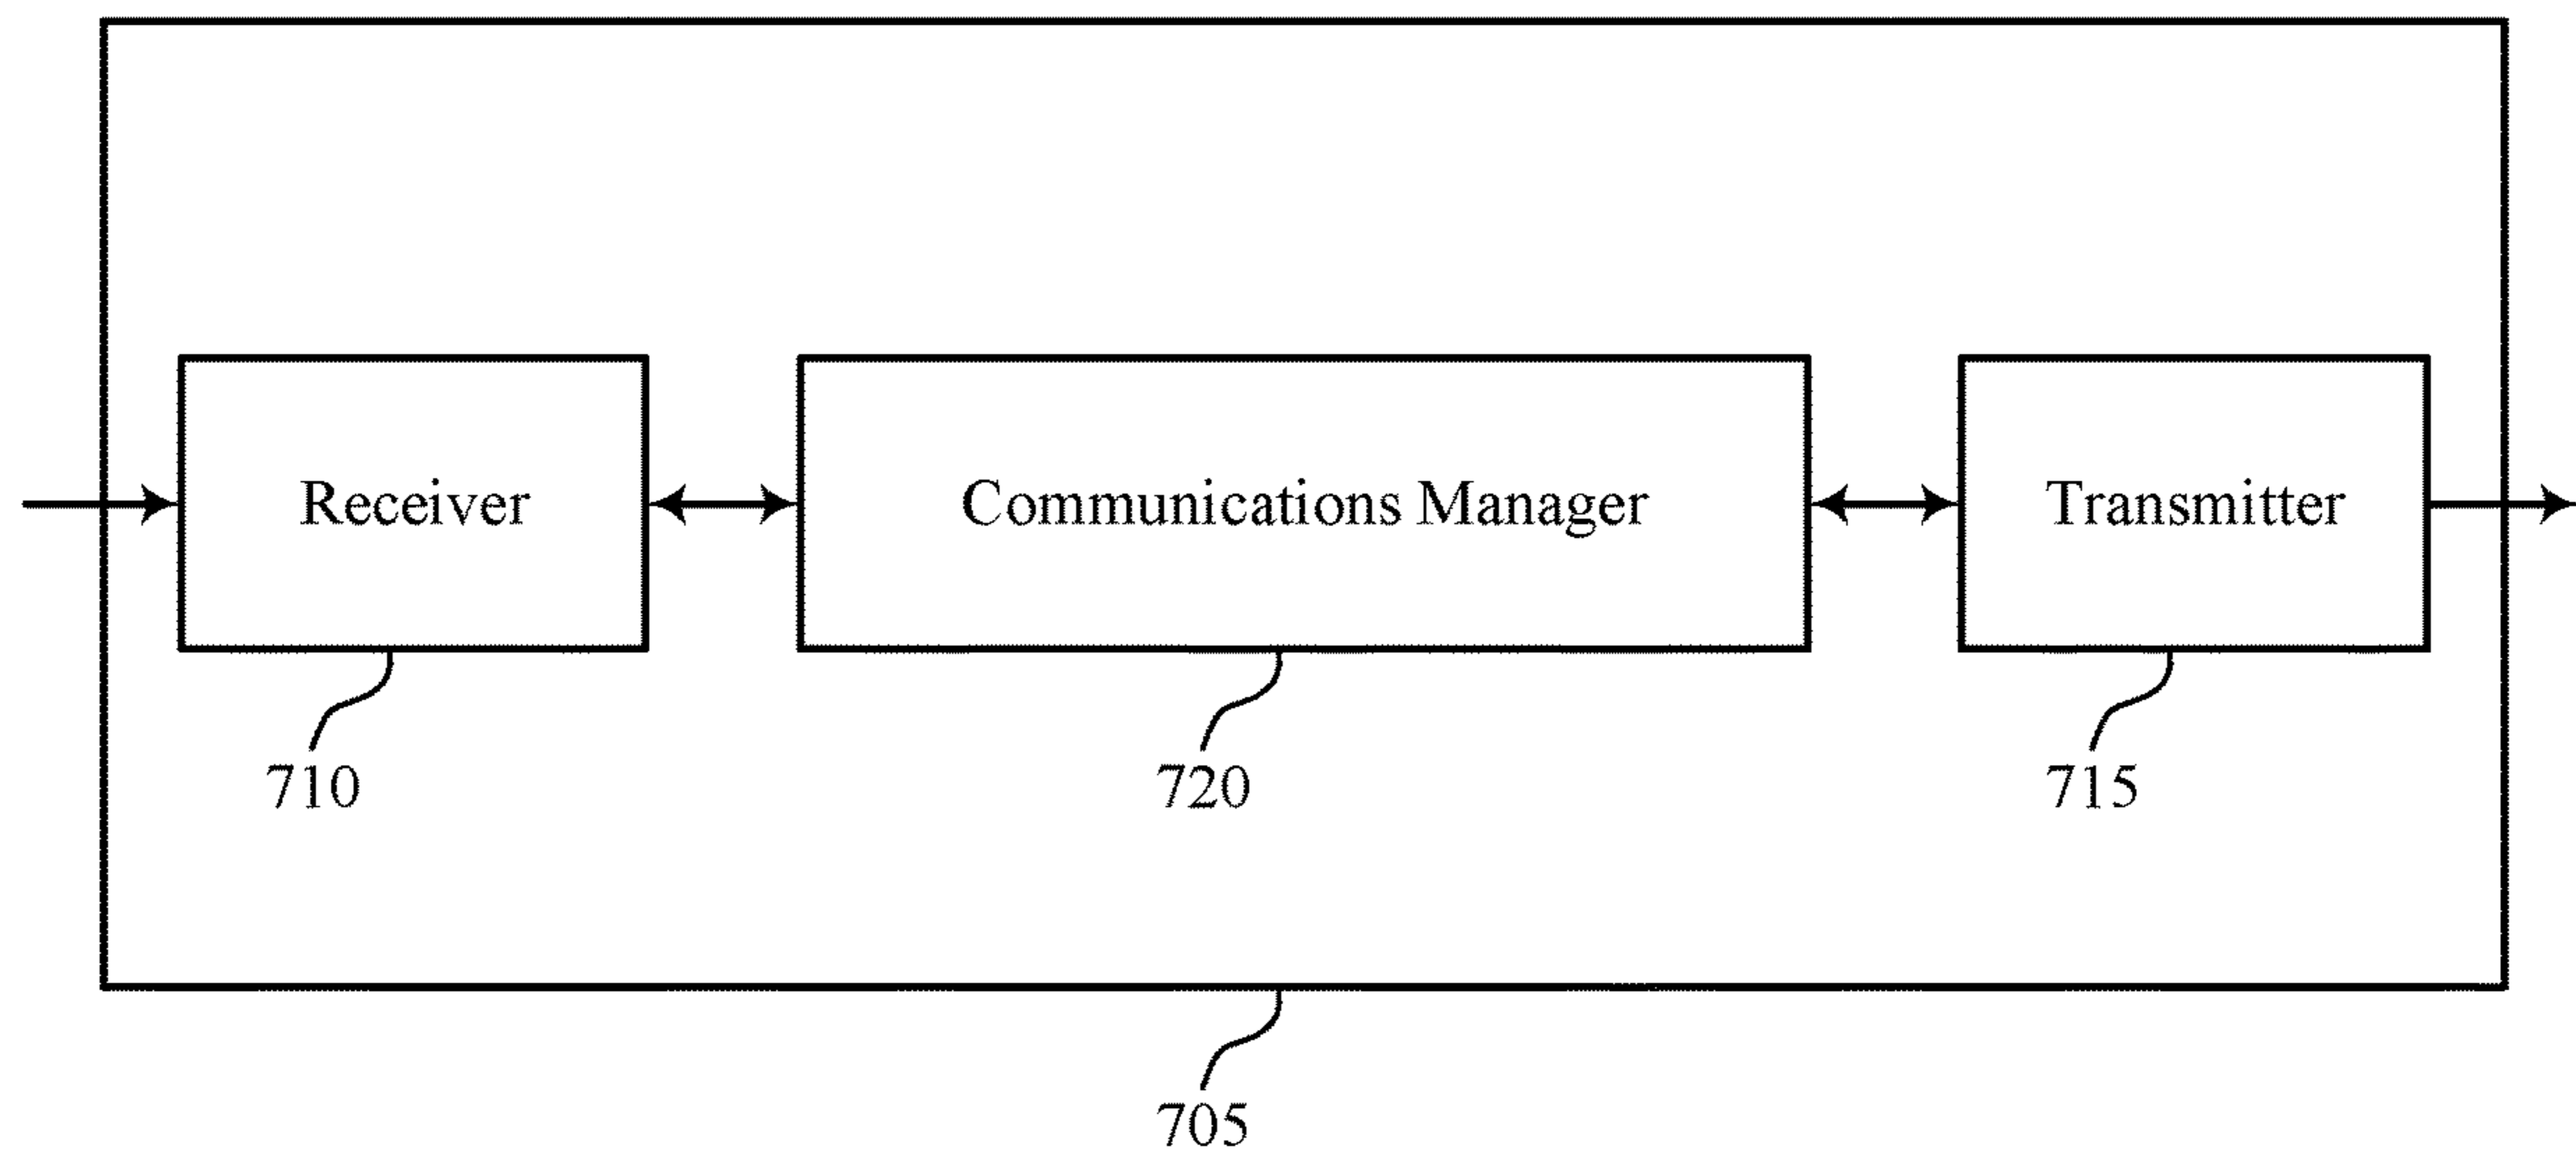 Receiver
Communications Manager
Transmitter
710
720
715
705